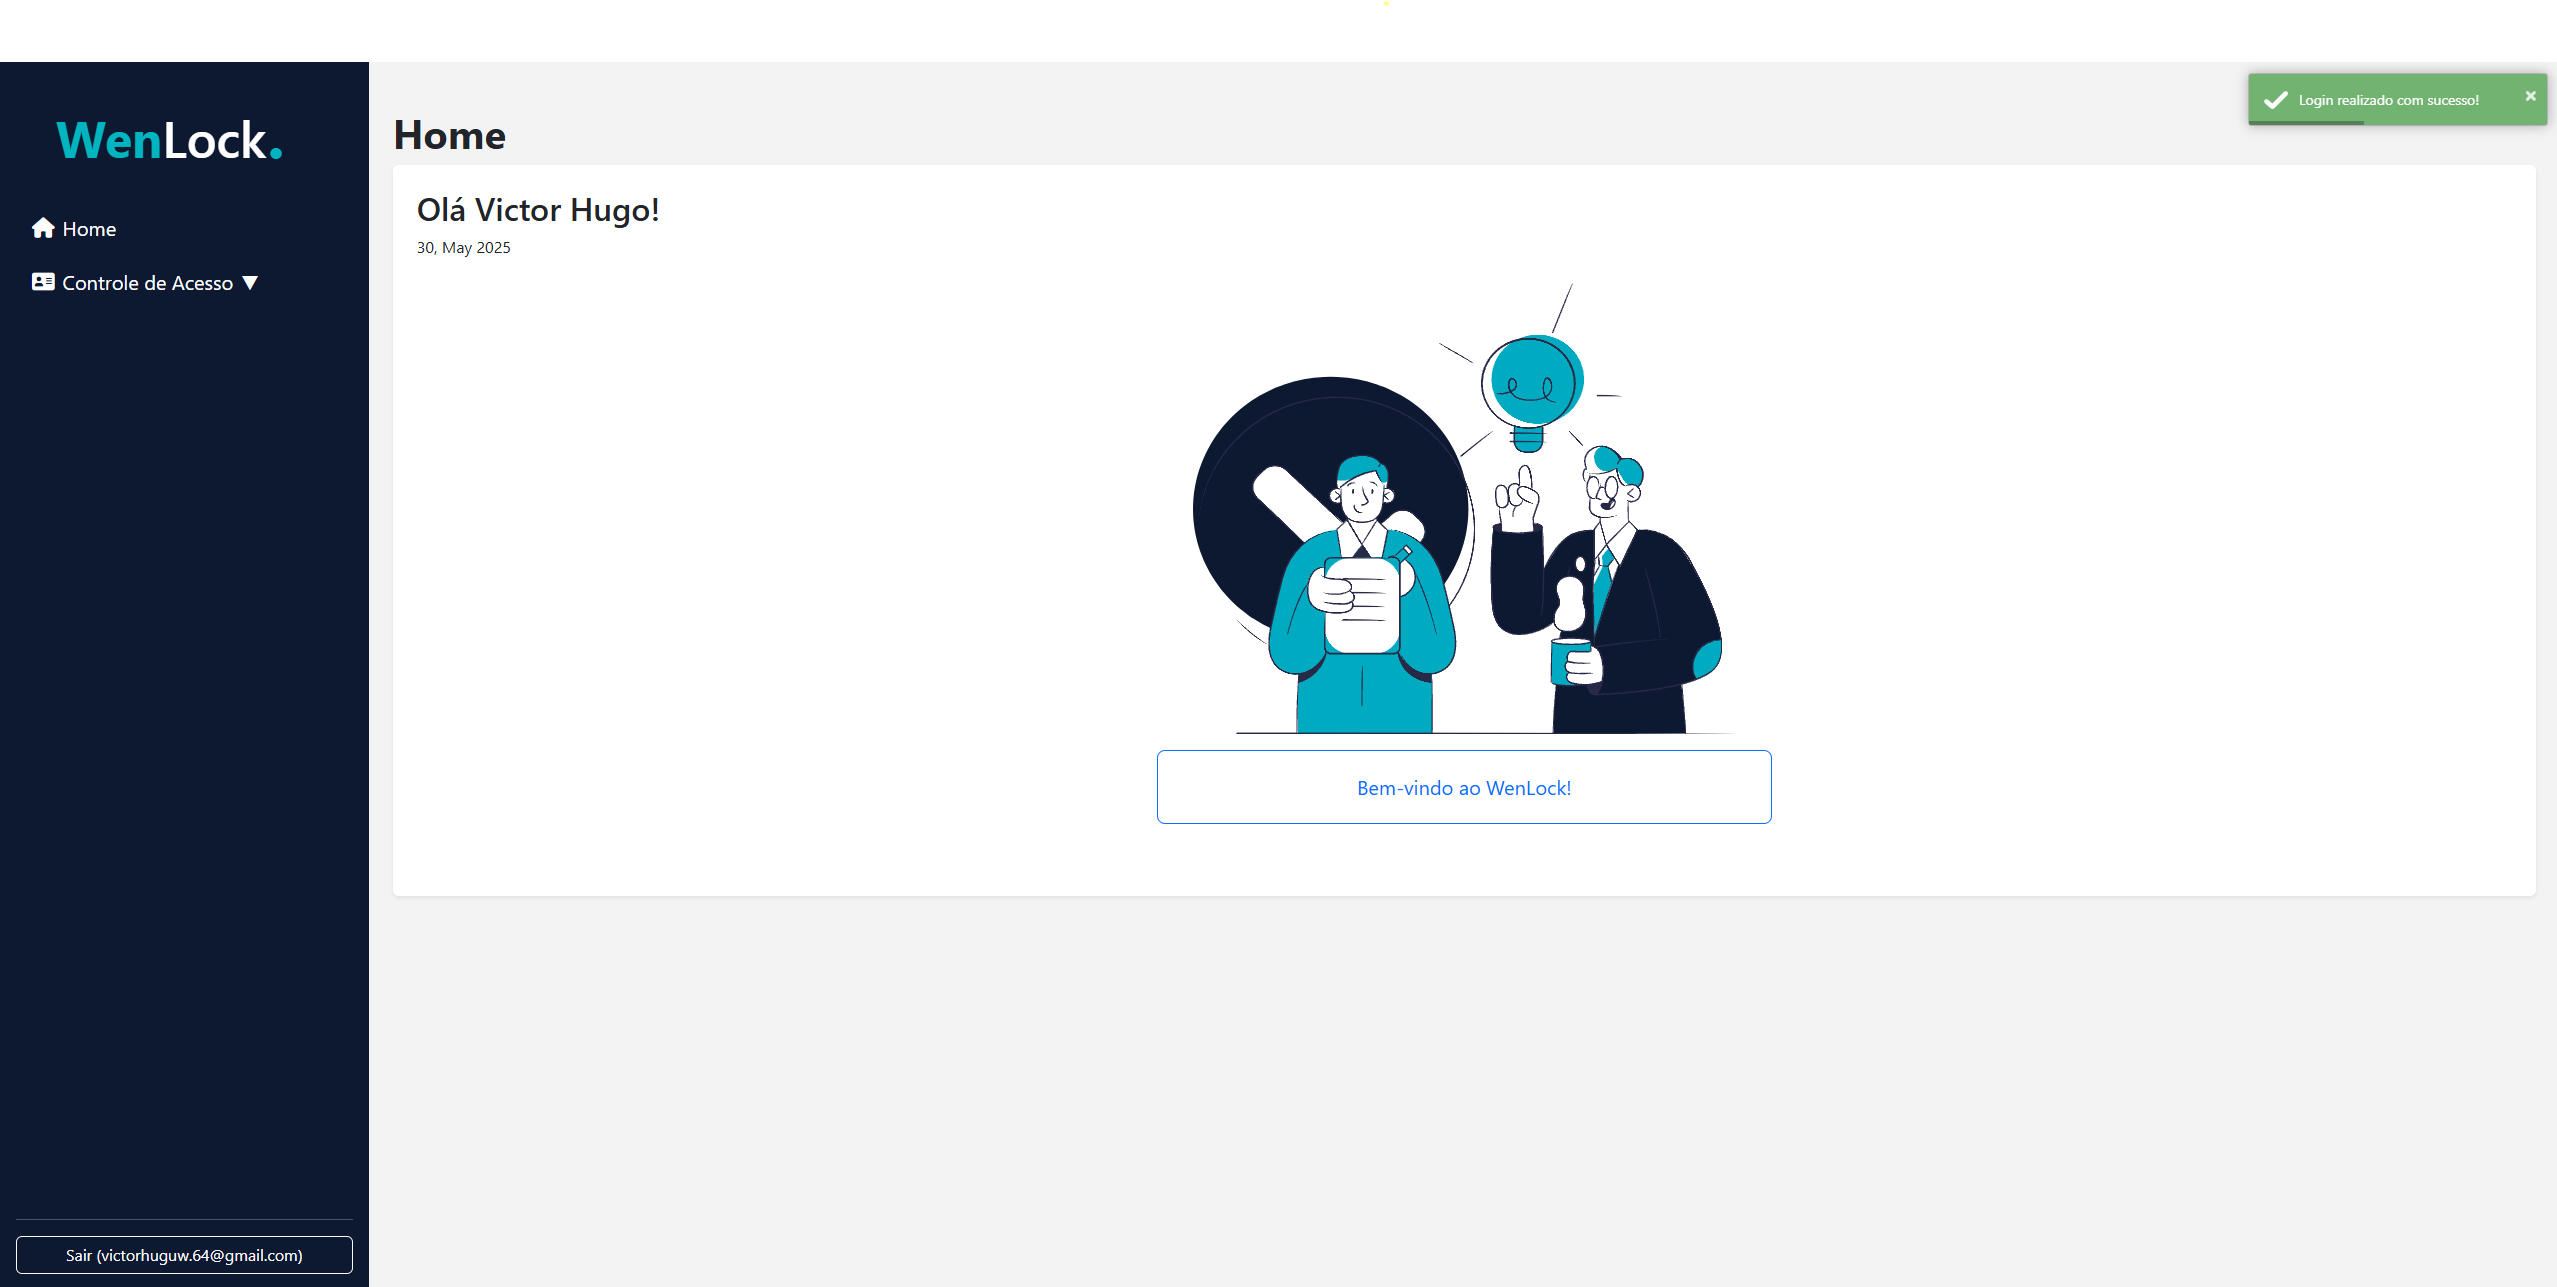 WenLock.
Home
Controle de Acesso ▼
Sair (victorhuguw.64@gmail.com)
Home
Login realizado com sucesso! ×
Olá Victor Hugo!
30, May 2025
Bem-vindo ao WenLock!